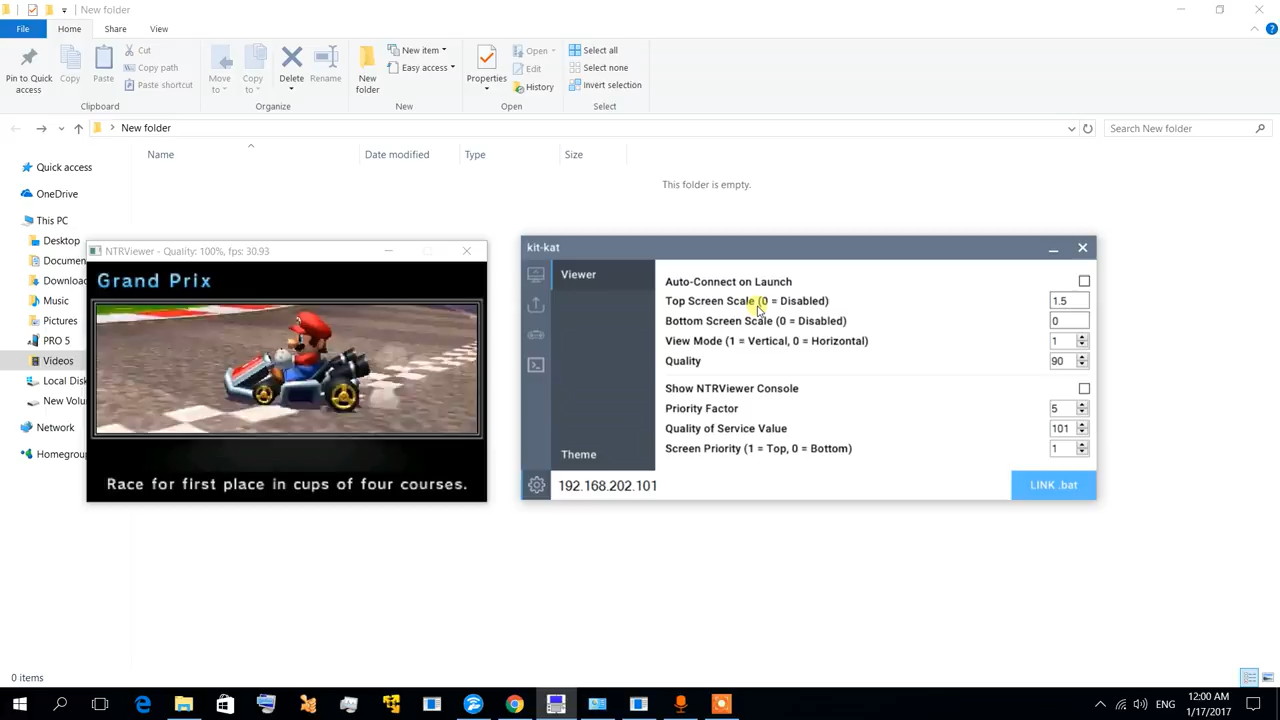 New folder
File Home Share View
Pin to Quick access
Copy
Paste
Cut
Copy path
Paste shortcut
Clipboard
Move to
Copy to
Delete
Rename
Organize
New folder
New item
Easy access
New
Properties
Open
Edit
History
Open
Select all
Select none
Invert selection
Select
New folder
Search New folder
Name Date modified Type Size
This folder is empty.
Quick access
OneDrive
This PC
Desktop
Documen
Download
Music
Pictures
PRO 5
Videos
Local Disk
New Volu
Network
Homegroup
NTRViewer - Quality: 100%, fps: 30.93
Grand Prix
Race for first place in cups of four courses.
kit-kat
Viewer
Theme
Auto-Connect on Launch
Top Screen Scale (0 = Disabled) 1.5
Bottom Screen Scale (0 = Disabled) 0
View Mode (1 = Vertical, 0 = Horizontal) 1
Quality 90
Show NTRViewer Console
Priority Factor 5
Quality of Service Value 101
Screen Priority (1 = Top, 0 = Bottom) 1
192.168.202.101
LINK .bat
0 items
ENG
12:00 AM
1/17/2017